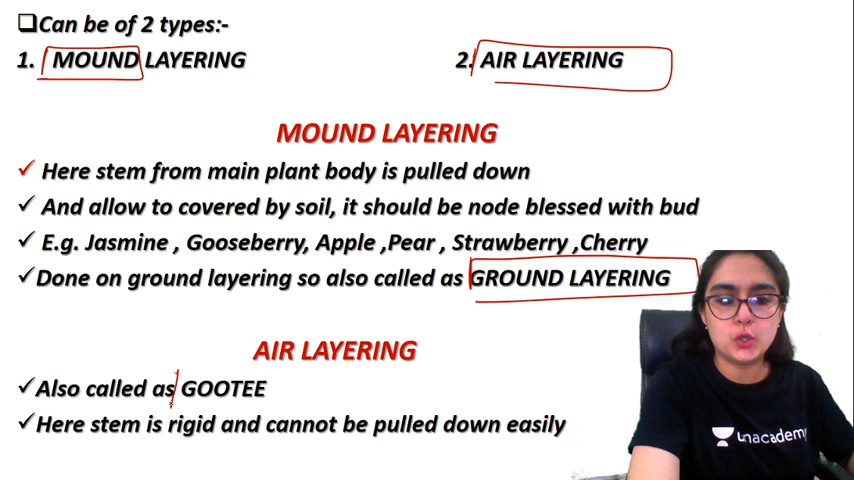 ❑Can be of 2 types:-
1. MOUND LAYERING 2. AIR LAYERING
MOUND LAYERING
✓ Here stem from main plant body is pulled down
✓ And allow to covered by soil, it should be node blessed with bud
✓ E.g. Jasmine , Gooseberry, Apple ,Pear , Strawberry ,Cherry
✓Done on ground layering so also called as GROUND LAYERING
AIR LAYERING
✓Also called as GOOTEE
✓Here stem is rigid and cannot be pulled down easily
unacademy